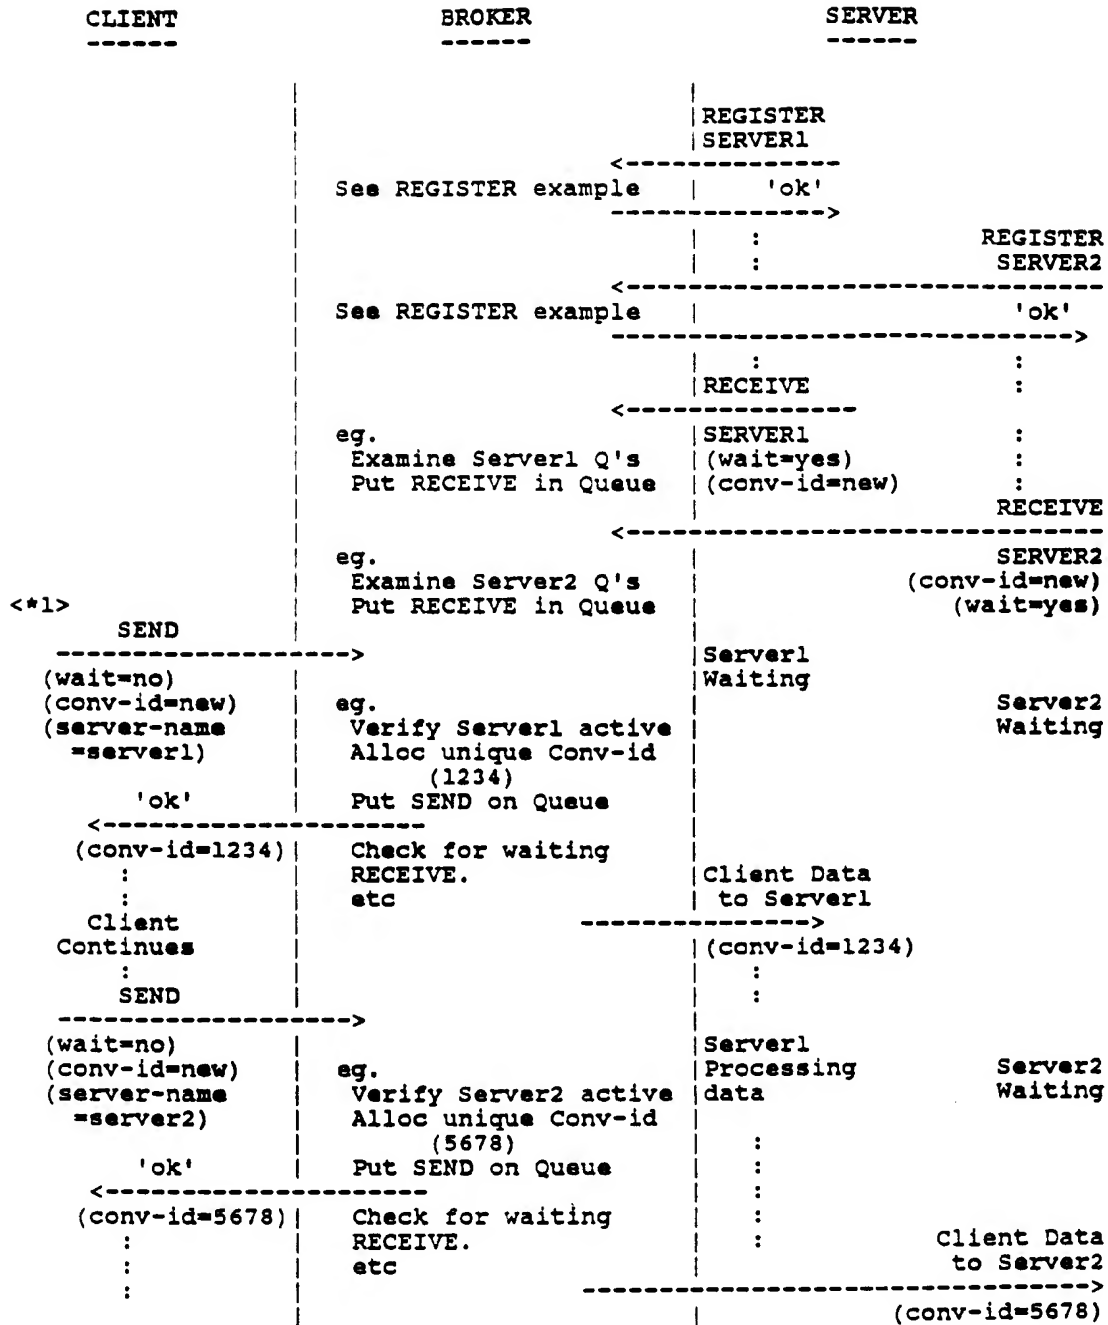 CLIENT BROKER SERVER
------ ------ ------
REGISTER
SERVER1
<---------------
See REGISTER example 'ok'
--------------->
: REGISTER
: SERVER2
<---------------------------------
See REGISTER example 'ok'
-------------------------------->
: :
RECEIVE :
<----------------
eg. SERVER1 :
Examine Server1 Q's (wait=yes) :
Put RECEIVE in Queue (conv-id=new) :
RECEIVE
<---------------------------------
eg. SERVER2
Examine Server2 Q's (conv-id=new)
<*1> Put RECEIVE in Queue (wait=yes)
SEND
--------------------> Server1
(wait=no) Waiting
(conv-id=new) eg. Server2
(server-name Verify Server1 active Waiting
=server1) Alloc unique Conv-id
(1234)
'ok' Put SEND on Queue
<-----------------------
(conv-id=1234) Check for waiting
: RECEIVE. Client Data
: etc to Server1
Client ---------------->
Continues (conv-id=1234)
: :
SEND :
-------------------->
(wait=no) Server1
(conv-id=new) eg. Processing Server2
(server-name Verify Server2 active data Waiting
=server2) Alloc unique Conv-id
(5678) :
'ok' Put SEND on Queue :
<----------------------- :
(conv-id=5678) Check for waiting :
: RECEIVE. : Client Data
: etc to Server2
: ----------------------------------->
(conv-id=5678)